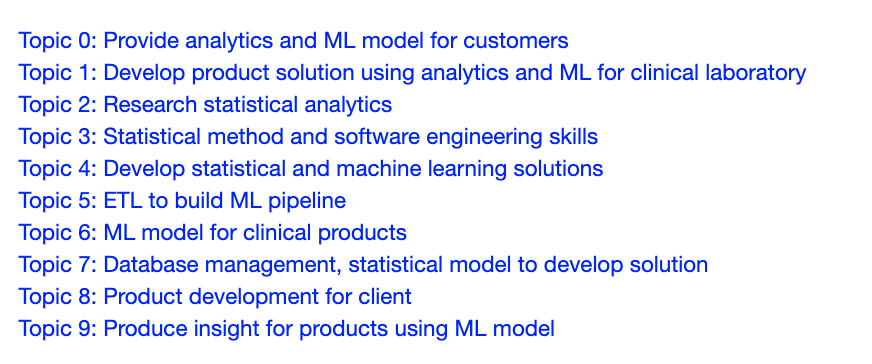 Topic 0: Provide analytics and ML model for customers
Topic 1: Develop product solution using analytics and ML for clinical laboratory
Topic 2: Research statistical analytics
Topic 3: Statistical method and software engineering skills
Topic 4: Develop statistical and machine learning solutions
Topic 5: ETL to build ML pipeline
Topic 6: ML model for clinical products
Topic 7: Database management, statistical model to develop solution
Topic 8: Product development for client
Topic 9: Produce insight for products using ML model